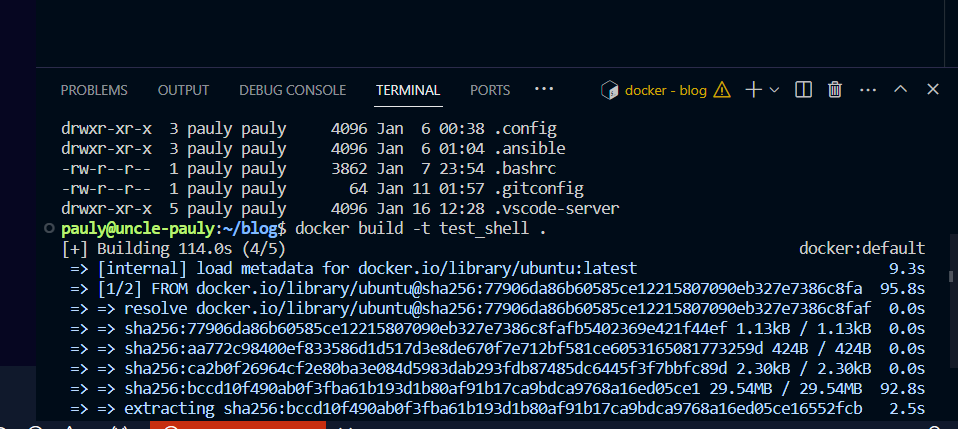 PROBLEMS OUTPUT DEBUG CONSOLE TERMINAL PORTS ... docker - blog
drwxr-xr-x 3 pauly pauly 4096 Jan 6 00:38 .config
drwxr-xr-x 3 pauly pauly 4096 Jan 6 01:04 .ansible
-rw-r--r-- 1 pauly pauly 3862 Jan 7 23:54 .bashrc
-rw-r--r-- 1 pauly pauly 64 Jan 11 01:57 .gitconfig
drwxr-xr-x 5 pauly pauly 4096 Jan 16 12:28 .vscode-server
pauly@uncle-pauly:~/blog$ docker build -t test_shell .
[+] Building 114.0s (4/5) docker:default
=> [internal] load metadata for docker.io/library/ubuntu:latest 9.3s
=> [1/2] FROM docker.io/library/ubuntu@sha256:77906da86b60585ce12215807090eb327e7386c8fa 95.8s
=> => resolve docker.io/library/ubuntu@sha256:77906da86b60585ce12215807090eb327e7386c8faf 0.0s
=> => sha256:77906da86b60585ce12215807090eb327e7386c8fafb5402369e421f44ef 1.13kB / 1.13kB 0.0s
=> => sha256:aa772c98400ef833586d1d517d3e8de670f7e712bf581ce6053165081773259d 424B / 424B 0.0s
=> => sha256:ca2b0f26964cf2e80ba3e084d5983dab293fdb87485dc6445f3f7bbfc89d 2.30kB / 2.30kB 0.0s
=> => sha256:bccd10f490ab0f3fba61b193d1b80af91b17ca9bdca9768a16ed05ce1 29.54MB / 29.54MB 92.8s
=> => extracting sha256:bccd10f490ab0f3fba61b193d1b80af91b17ca9bdca9768a16ed05ce16552fcb 2.5s